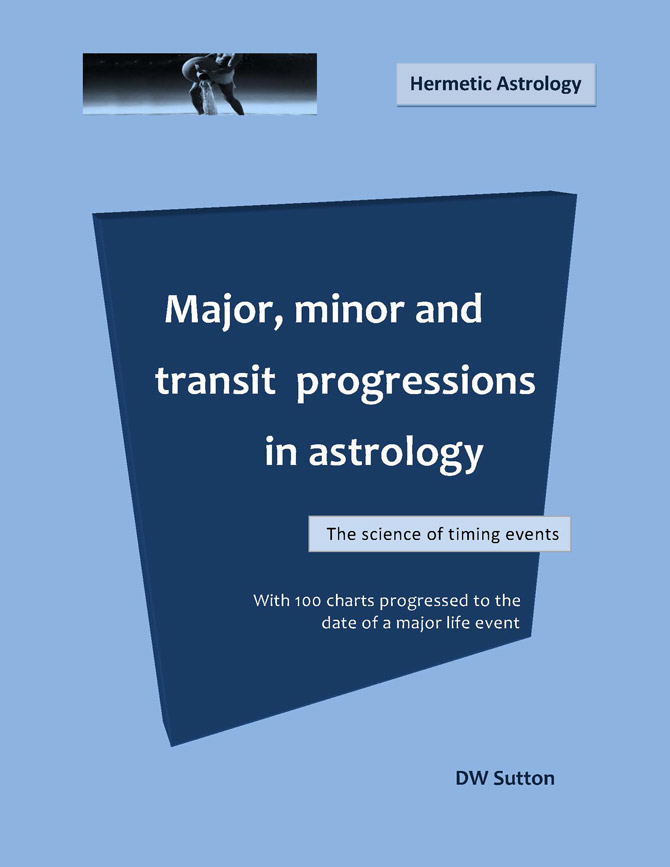 Hermetic Astrology
Major, minor and
transit progressions
in astrology
The science of timing events
With 100 charts progressed to the
date of a major life event
DW Sutton